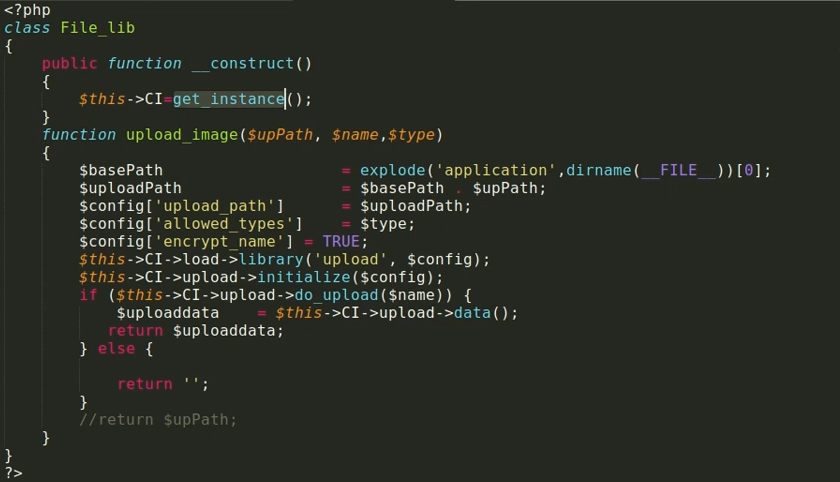 <?php
class File_lib
{
    public function __construct()
    {
        $this->CI=get_instance();
    }
    function upload_image($upPath, $name,$type)
    {
        $basePath                   = explode('application',dirname(__FILE__))[0];
        $uploadPath                 = $basePath . $upPath;
        $config['upload_path']      = $uploadPath;
        $config['allowed_types']    = $type;
        $config['encrypt_name'] = TRUE;
        $this->CI->load->library('upload', $config);
        $this->CI->upload->initialize($config);
        if ($this->CI->upload->do_upload($name)) {
            $uploaddata    = $this->CI->upload->data();
           return $uploaddata;
        } else {

            return '';
        }
        //return $upPath;
    }
}
?>